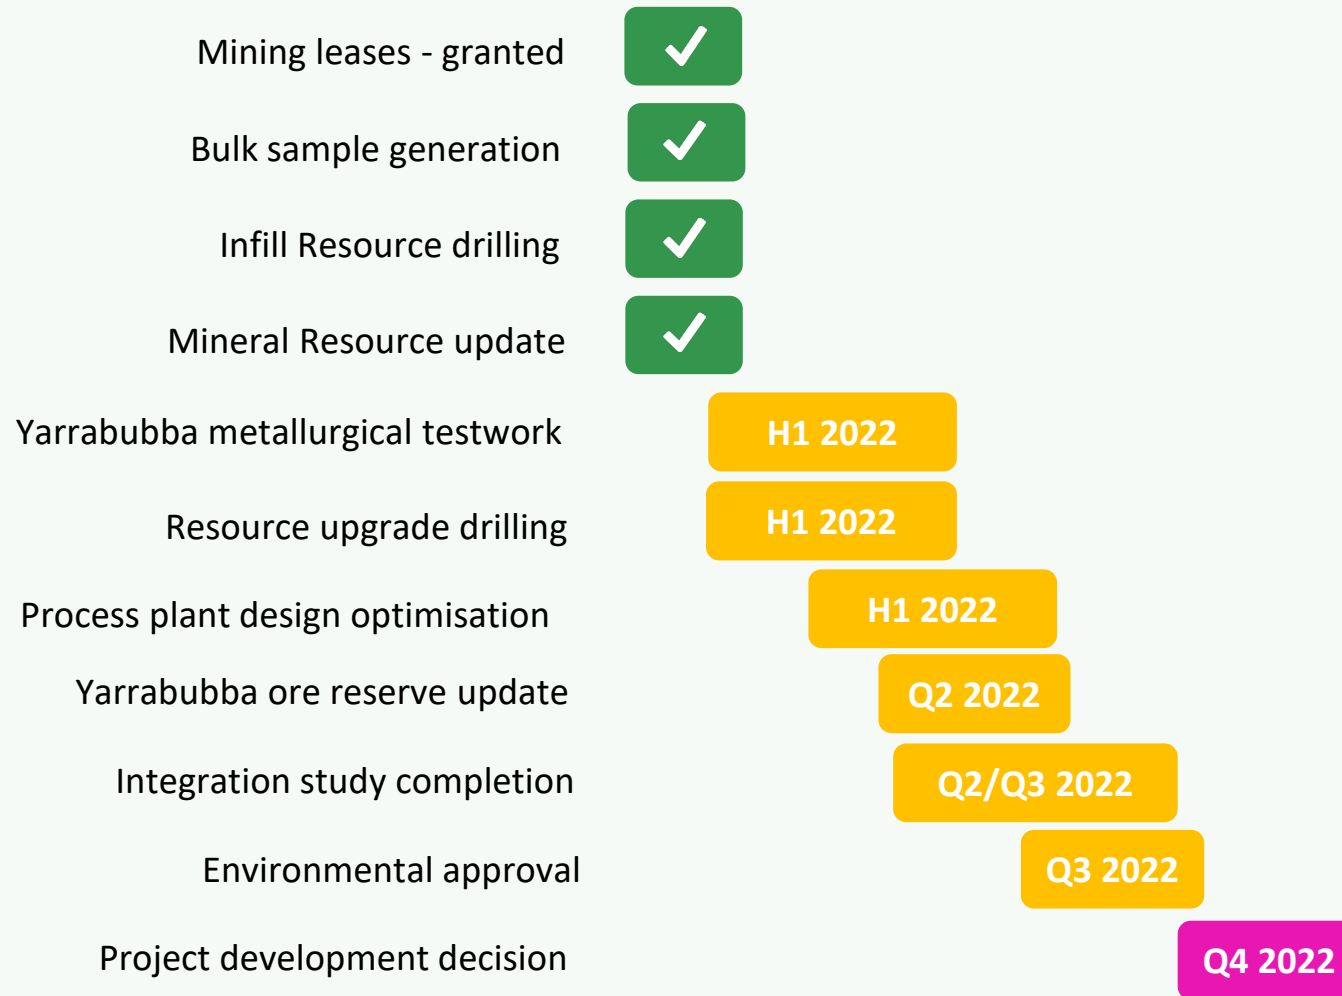 Mining leases - granted
Bulk sample generation
Infill Resource drilling
Mineral Resource update
Yarrabubba metallurgical testwork H1 2022
Resource upgrade drilling H1 2022
Process plant design optimisation H1 2022
Yarrabubba ore reserve update Q2 2022
Integration study completion Q2/Q3 2022
Environmental approval Q3 2022
Project development decision Q4 2022